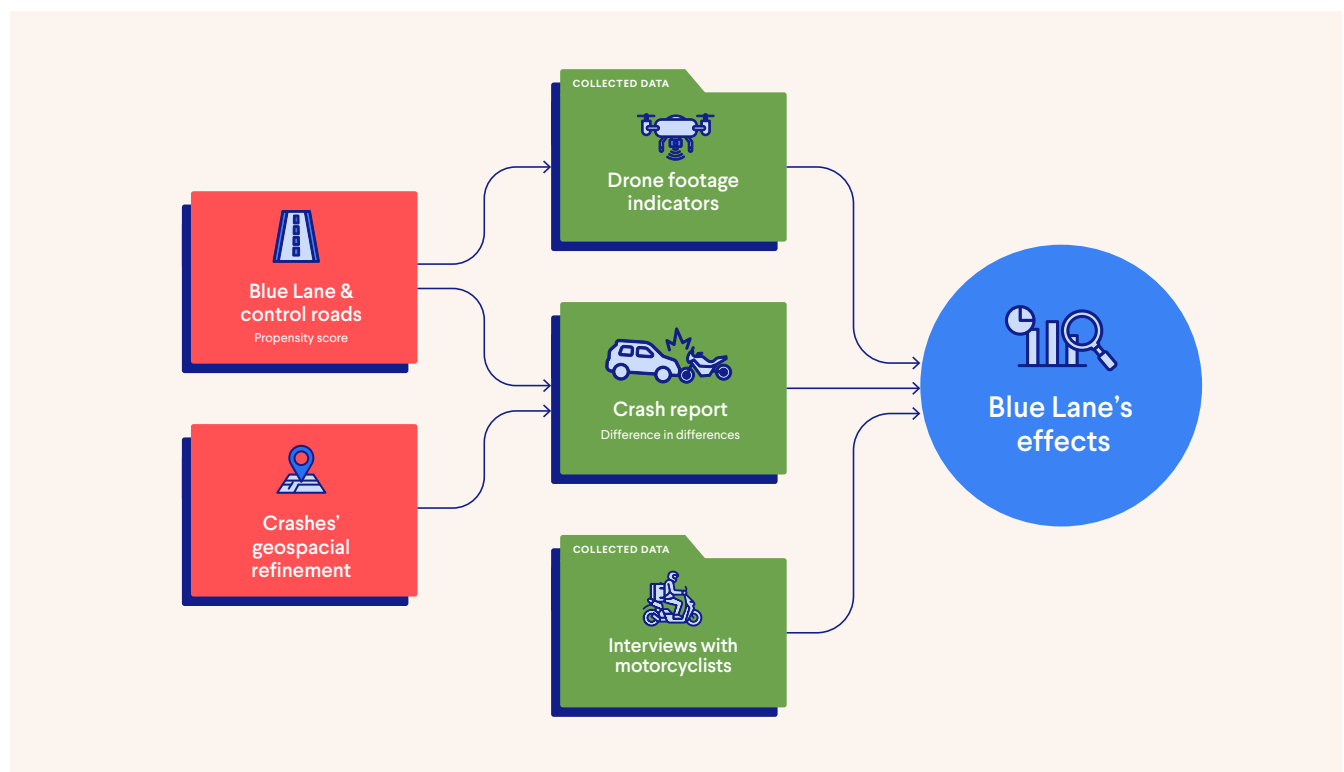 Blue Lane &
control roads
Propensity score
Crashes'
geospacial
refinement
COLLECTED DATA
Drone footage
indicators
Crash report
Difference in differences
COLLECTED DATA
Interviews with
motorcyclists
Blue Lane’s
effects